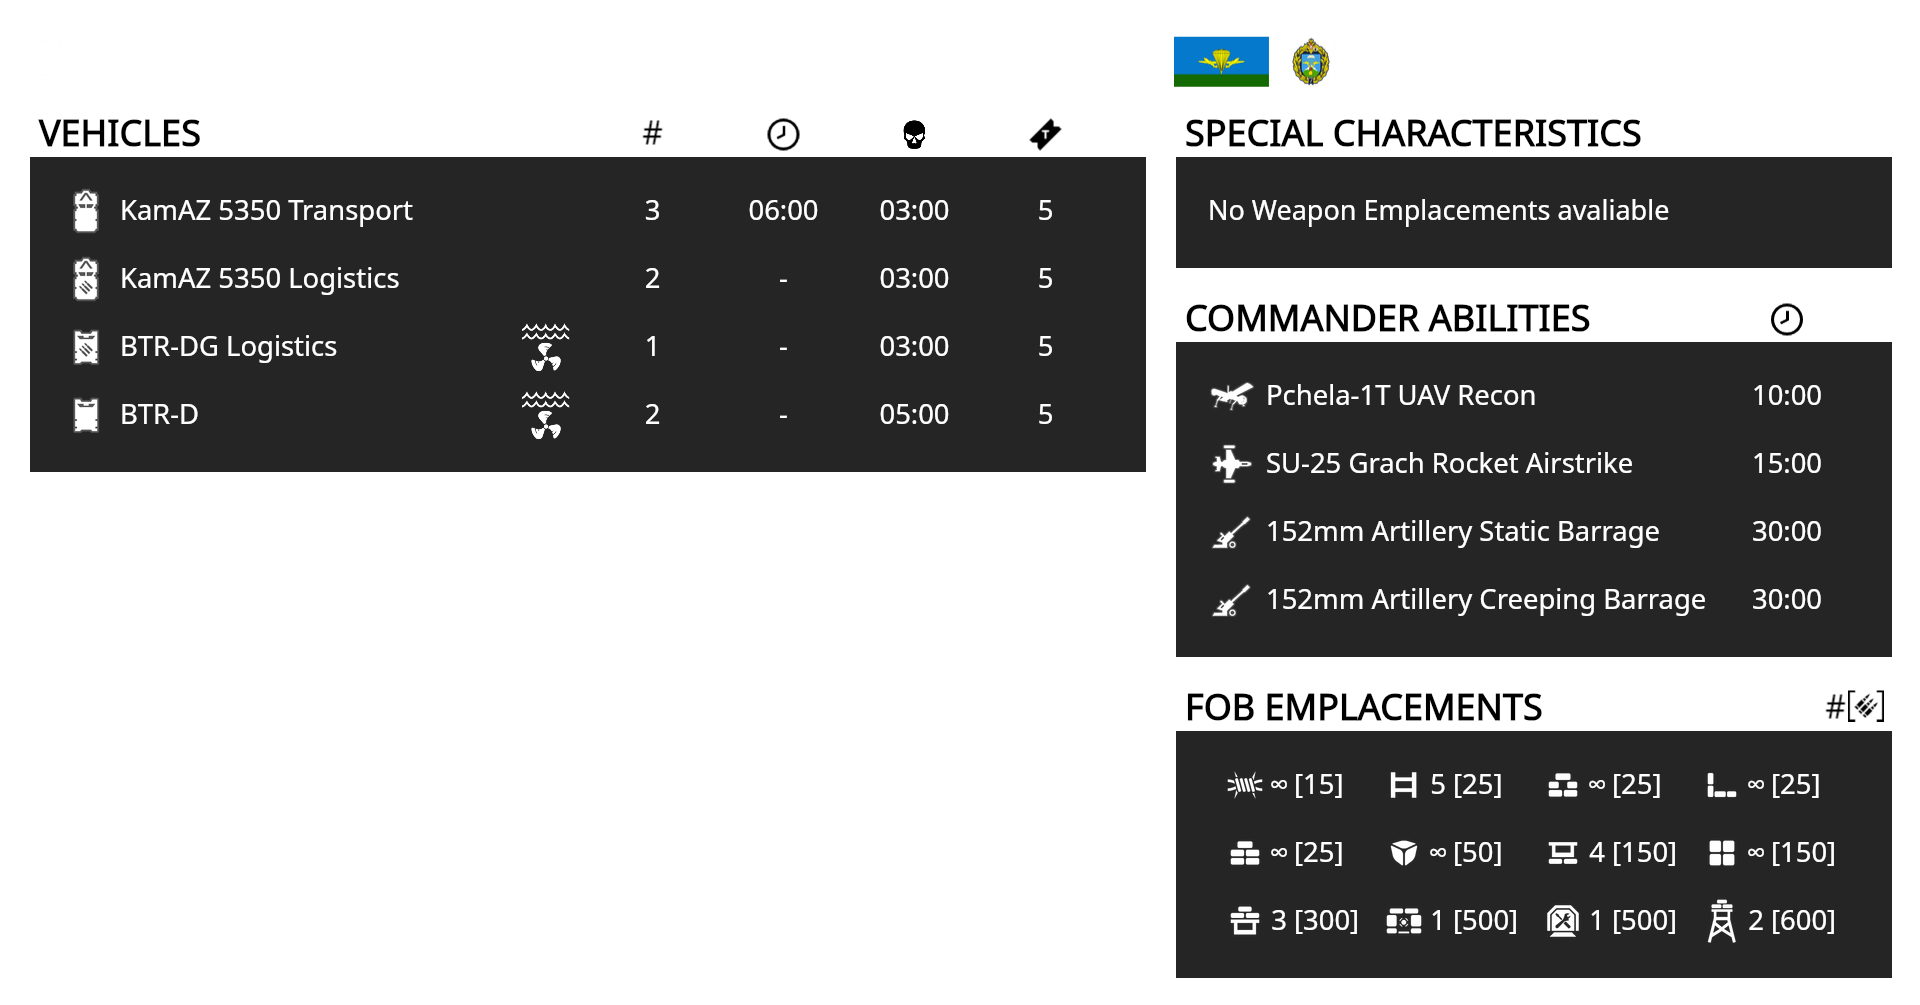 VEHICLES #
KamAZ 5350 Transport 3 06:00 03:00 5
KamAZ 5350 Logistics 2 - 03:00 5
BTR-DG Logistics 1 - 03:00 5
BTR-D 2 - 05:00 5
SPECIAL CHARACTERISTICS
No Weapon Emplacements avaliable
COMMANDER ABILITIES
Pchela-1T UAV Recon 10:00
SU-25 Grach Rocket Airstrike 15:00
152mm Artillery Static Barrage 30:00
152mm Artillery Creeping Barrage 30:00
FOB EMPLACEMENTS #[ ]
∞ [15] 5 [25] ∞ [25] ∞ [25]
∞ [25] ∞ [50] 4 [150] ∞ [150]
3 [300] 1 [500] 1 [500] 2 [600]